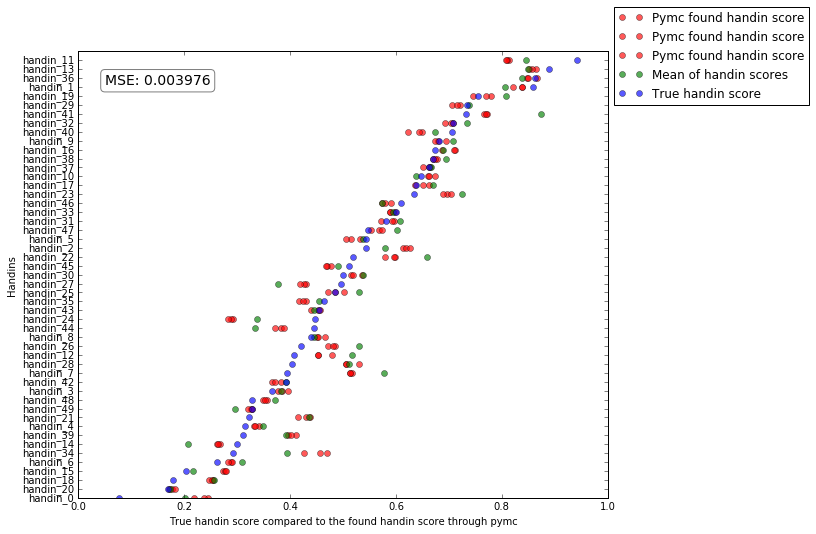 Pymc found handin score
Pymc found handin score
Pymc found handin score
Mean of handin scores
True handin score
MSE: 0.003976
Handins
handin_11
handin_13
handin_36
handin_1
handin_19
handin_29
handin_41
handin_32
handin_40
handin_9
handin_16
handin_38
handin_37
handin_10
handin_17
handin_23
handin_46
handin_33
handin_31
handin_47
handin_5
handin_2
handin_22
handin_45
handin_30
handin_27
handin_25
handin_35
handin_43
handin_24
handin_44
handin_8
handin_26
handin_12
handin_28
handin_7
handin_42
handin_3
handin_48
handin_49
handin_21
handin_4
handin_39
handin_14
handin_34
handin_6
handin_15
handin_18
handin_20
handin_0
0.0 0.2 0.4 0.6 0.8 1.0
True handin score compared to the found handin score through pymc